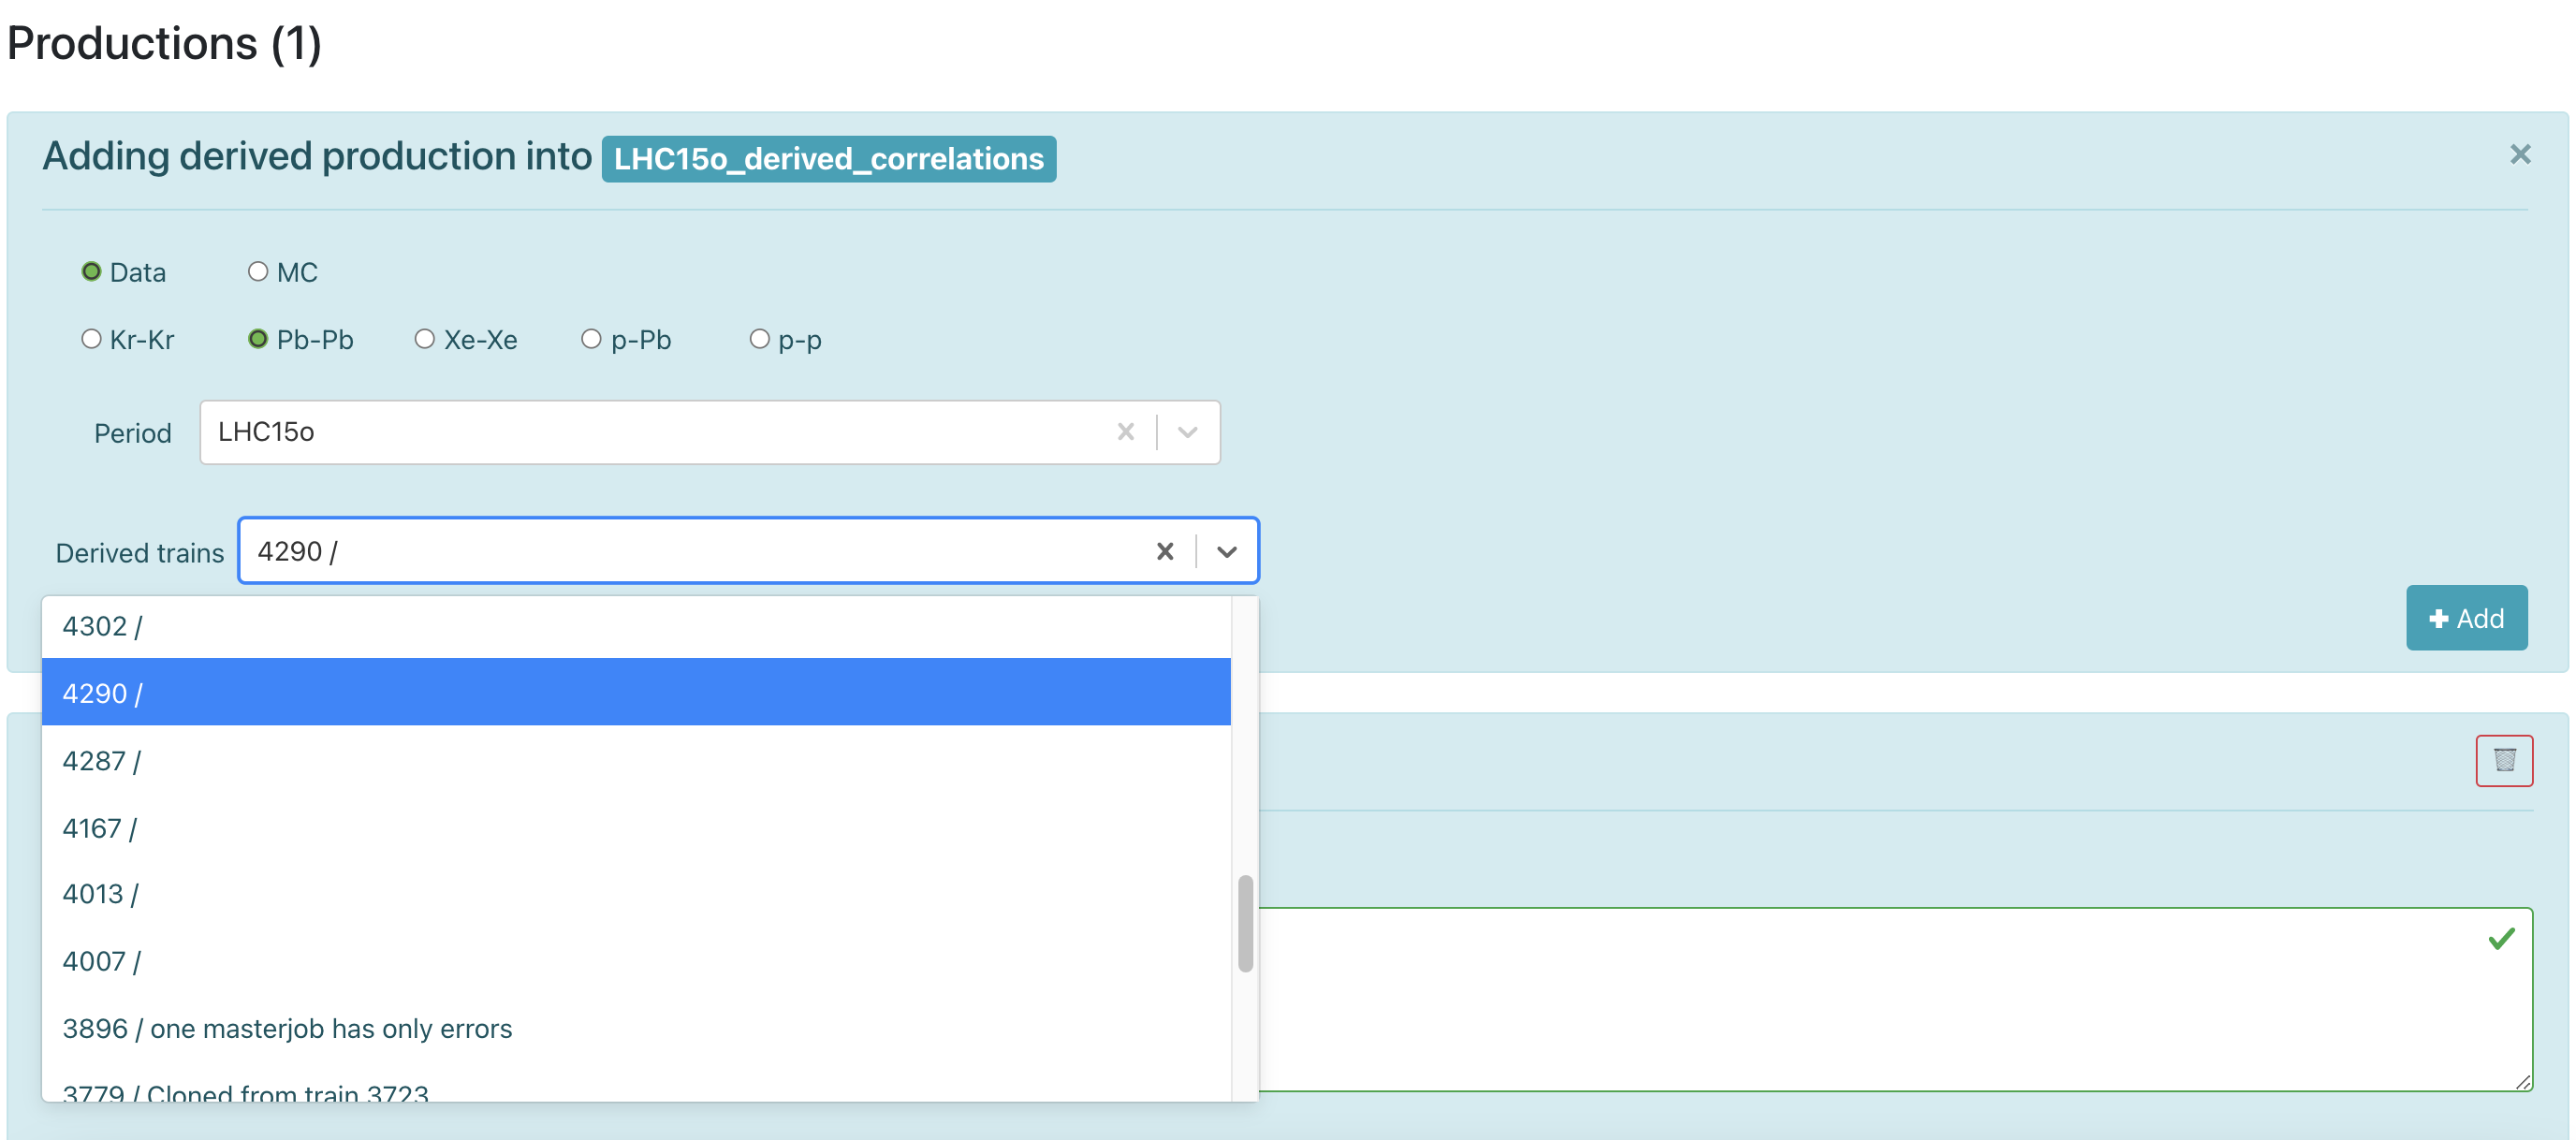 Productions (1)
Adding derived production into LHC15o_derived_correlations
Data MC
Kr-Kr Pb-Pb Xe-Xe p-Pb p-p
Period LHC15o
Derived trains 4290 /
4302 /
Add
4290 /
4287 /
4167 /
4013 /
4007 /
3896 / one masterjob has only errors
3779 / Cloned from train 3723